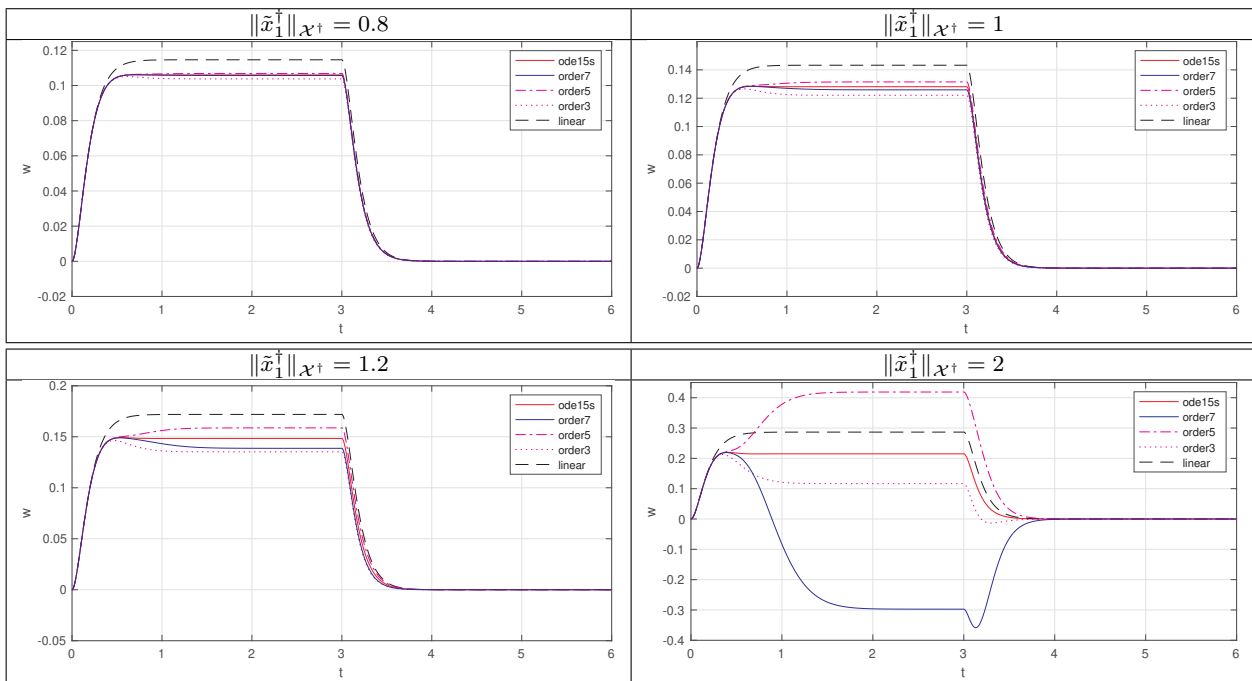 ‖x̃₁†‖𝒳† = 0.8
0.12
0.1
0.08
0.06
0.04
0.02
0
-0.02
w
0 1 2 3 4 5 6
t
ode15s
order7
order5
order3
linear
‖x̃₁†‖𝒳† = 1
0.14
0.12
0.1
0.08
0.06
0.04
0.02
0
0.02
w
0 1 2 3 4 5 6
t
ode15s
order7
order5
order3
linear
‖x̃₁†‖𝒳† = 1.2
0.2
0.15
0.1
0.05
0
-0.05
w
0 1 2 3 4 5 6
t
ode15s
order7
order5
order3
linear
‖x̃₁†‖𝒳† = 2
0.4
0.3
0.2
0.1
0
-0.1
-0.2
-0.3
-0.4
w
0 1 2 3 4 5 6
t
ode15s
order7
order5
order3
linear